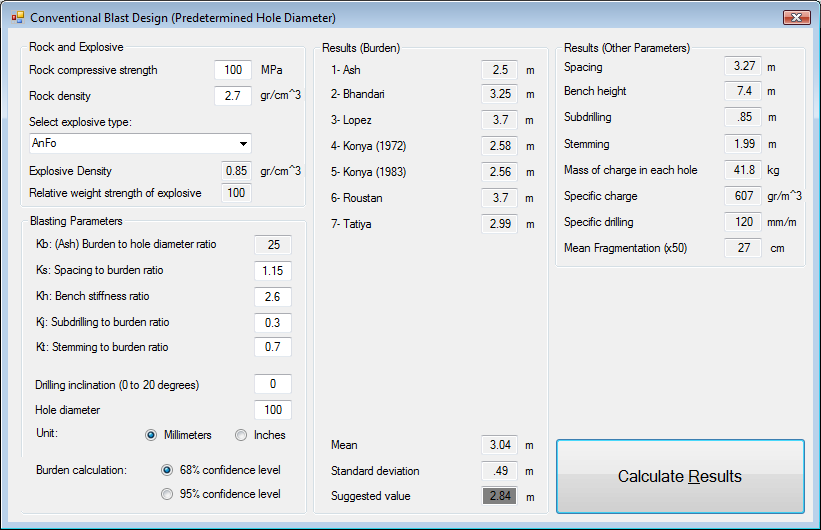 Conventional Blast Design (Predetermined Hole Diameter)
Rock and Explosive
Rock compressive strength 100 MPa
Rock density 2.7 gr/cm^3
Select explosive type:
AnFo
Explosive Density 0.85 gr/cm^3
Relative weight strength of explosive 100
Blasting Parameters
Kb: (Ash) Burden to hole diameter ratio 25
Ks: Spacing to burden ratio 1.15
Kh: Bench stiffness ratio 2.6
Kj: Subdrilling to burden ratio 0.3
Kt: Stemming to burden ratio 0.7
Drilling inclination (0 to 20 degrees) 0
Hole diameter 100
Unit: Millimeters Inches
Burden calculation: 68% confidence level
95% confidence level
Results (Burden)
1- Ash 2.5 m
2- Bhandari 3.25 m
3- Lopez 3.7 m
4- Konya (1972) 2.58 m
5- Konya (1983) 2.56 m
6- Roustan 3.7 m
7- Tatiya 2.99 m
Mean 3.04 m
Standard deviation .49 m
Suggested value 2.84 m
Results (Other Parameters)
Spacing 3.27 m
Bench height 7.4 m
Subdrilling .85 m
Stemming 1.99 m
Mass of charge in each hole 41.8 kg
Specific charge 607 gr/m^3
Specific drilling 120 mm/m
Mean Fragmentation (x50) 27 cm
Calculate Results